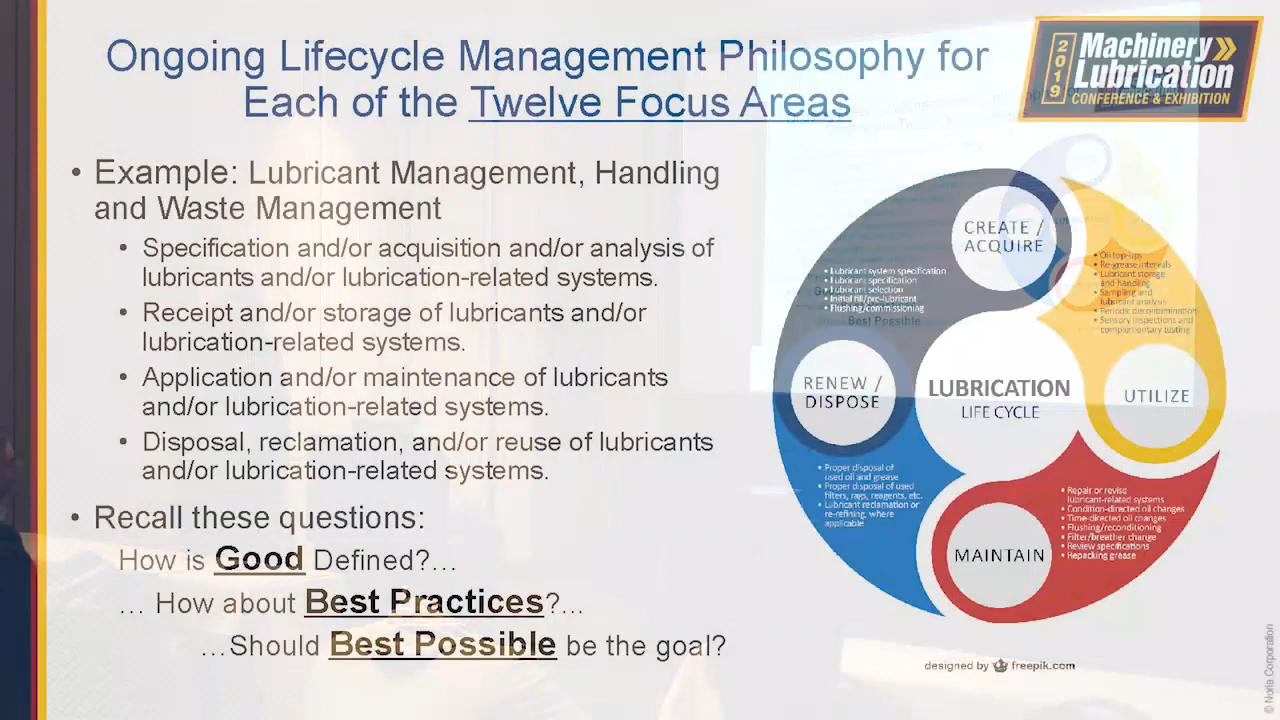 Ongoing Lifecycle Management Philosophy for
Each of the Twelve Focus Areas
2019
Machinery
Lubrication
CONFERENCE & EXHIBITION
• Example: Lubricant Management, Handling
and Waste Management
• Specification and/or acquisition and/or analysis of
lubricants and/or lubrication-related systems.
• Receipt and/or storage of lubricants and/or
lubrication-related systems.
• Application and/or maintenance of lubricants
and/or lubrication-related systems.
• Disposal, reclamation, and/or reuse of lubricants
and/or lubrication-related systems.
• Recall these questions:
How is Good Defined?...
... How about Best Practices?...
...Should Best Possible be the goal?
CREATE /
ACQUIRE
• Lubricant system specification
• Lubricant specification
• Lubricant selection
• Initial fill/pre-lubricant
• Flushing/commissioning
Best Possible
• Oil top-ups
• Re-grease intervals
• Lubricant storage
and handling
• Sampling and
lubricant analysis
• Periodic decontamination
• Sensory inspections and
complementary testing
RENEW /
DISPOSE
LUBRICATION
LIFE CYCLE
UTILIZE
• Proper disposal of
used oil and grease
• Proper disposal of used
filters, rags, reagents, etc.
• Lubricant reclamation or
re-refining, where
applicable
MAINTAIN
• Repair or revise
lubricant-related systems
• Condition-directed oil changes
• Time-directed oil changes
• Flushing/reconditioning
• Filter/breather change
• Review specifications
• Repacking grease
designed by freepik.com
© Noria Corporation